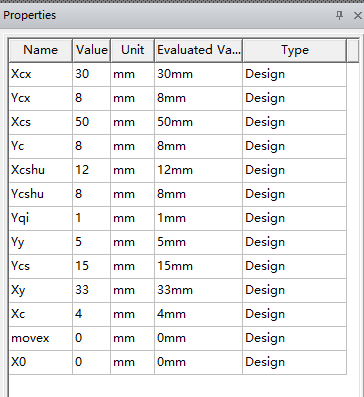 Properties
Name Value Unit Evaluated Va... Type
Xcx 30 mm 30mm Design
Ycx 8 mm 8mm Design
Xcs 50 mm 50mm Design
Yc 8 mm 8mm Design
Xcshu 12 mm 12mm Design
Ycshu 8 mm 8mm Design
Yqi 1 mm 1mm Design
Yy 5 mm 5mm Design
Ycs 15 mm 15mm Design
Xy 33 mm 33mm Design
Xc 4 mm 4mm Design
movex 0 mm 0mm Design
X0 0 mm 0mm Design